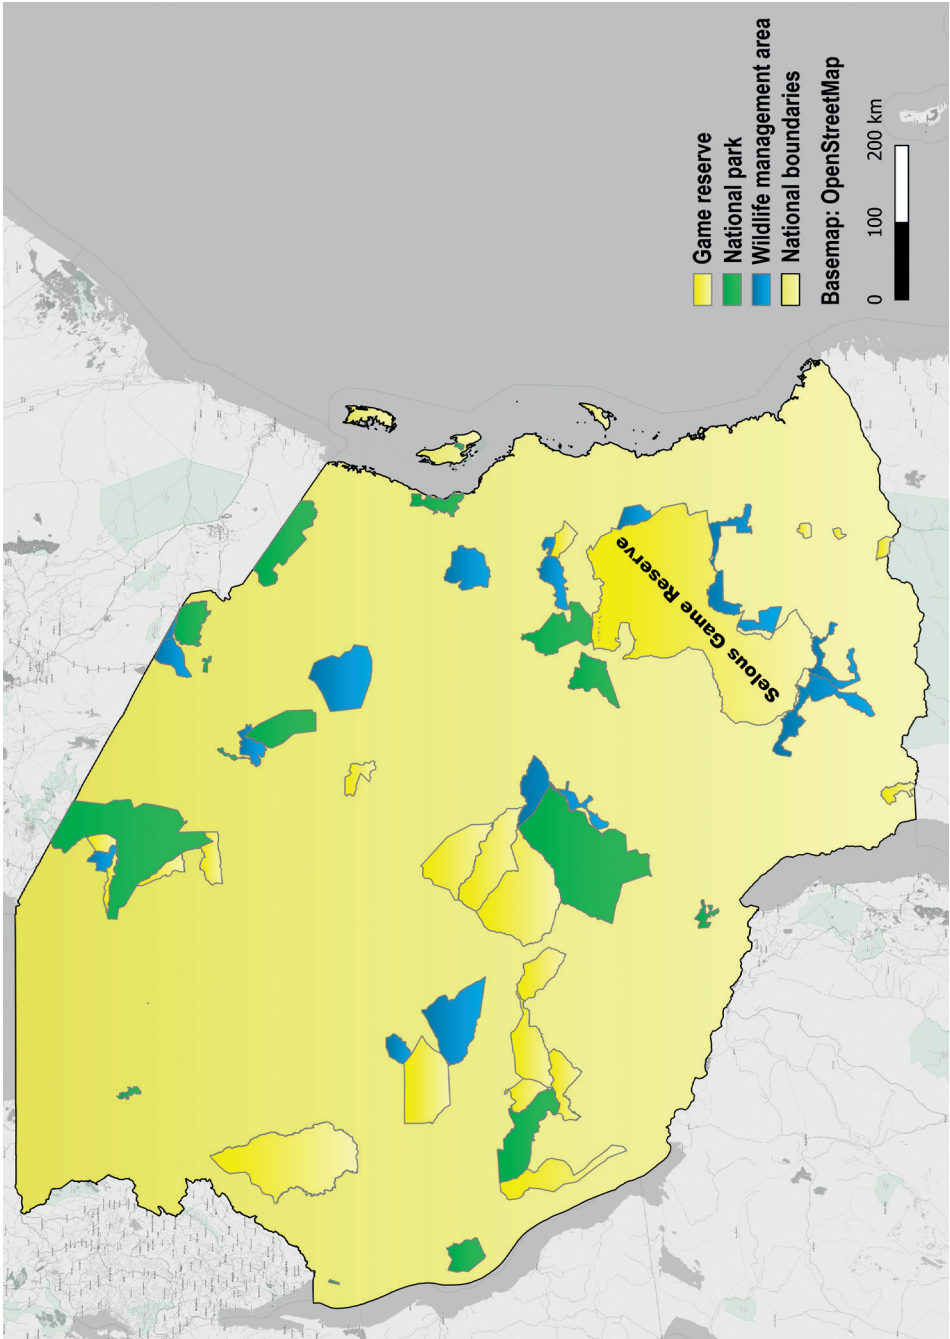 Game reserve
National park
Wildlife management area
National boundaries
Basemap: OpenStreetMap
0 100 200 km
Selous Game Reserve